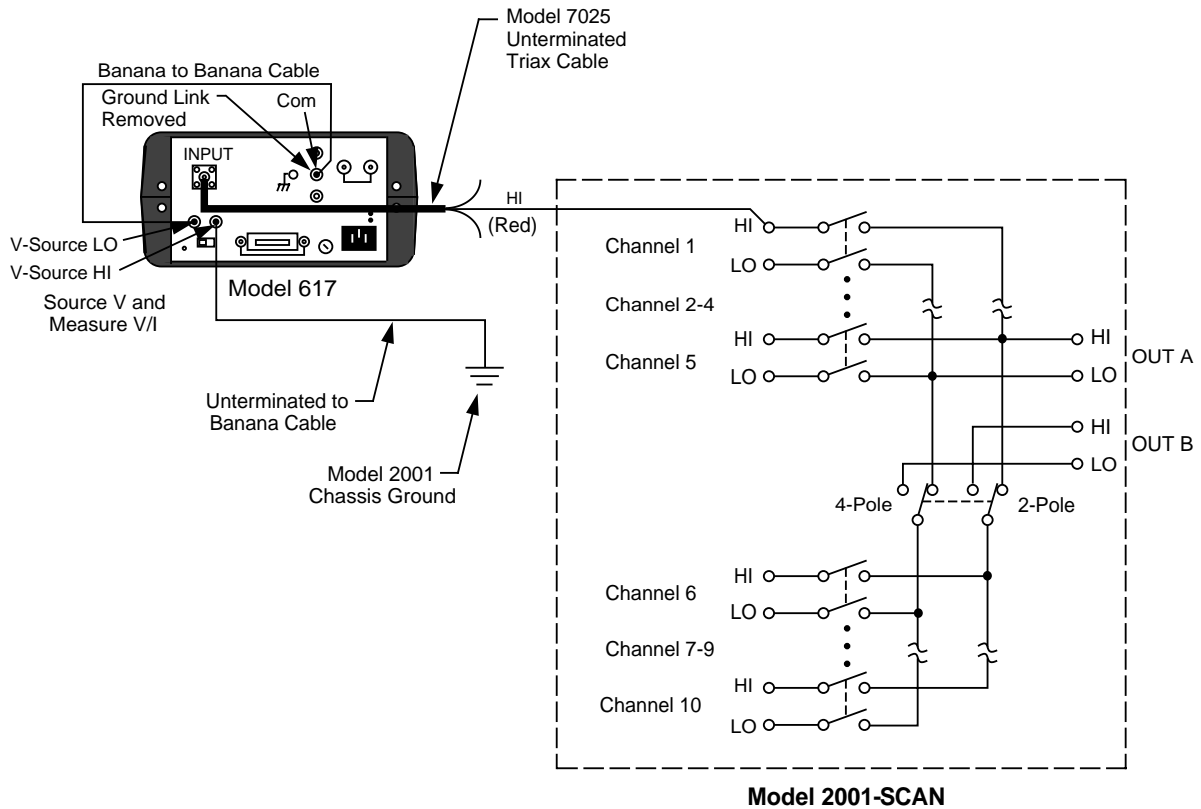 Model 7025
Unterminated
Triax Cable
Banana to Banana Cable
Ground Link
Removed
Com
INPUT
HI
(Red)
V-Source LO
V-Source HI
Model 617
Source V and
Measure V/I
Unterminated to
Banana Cable
Model 2001
Chassis Ground
Channel 1
HI
LO
Channel 2-4
Channel 5
HI
LO
HI
LO
OUT A
HI
LO
OUT B
4-Pole
2-Pole
Channel 6
HI
LO
Channel 7-9
Channel 10
HI
LO
Model 2001-SCAN